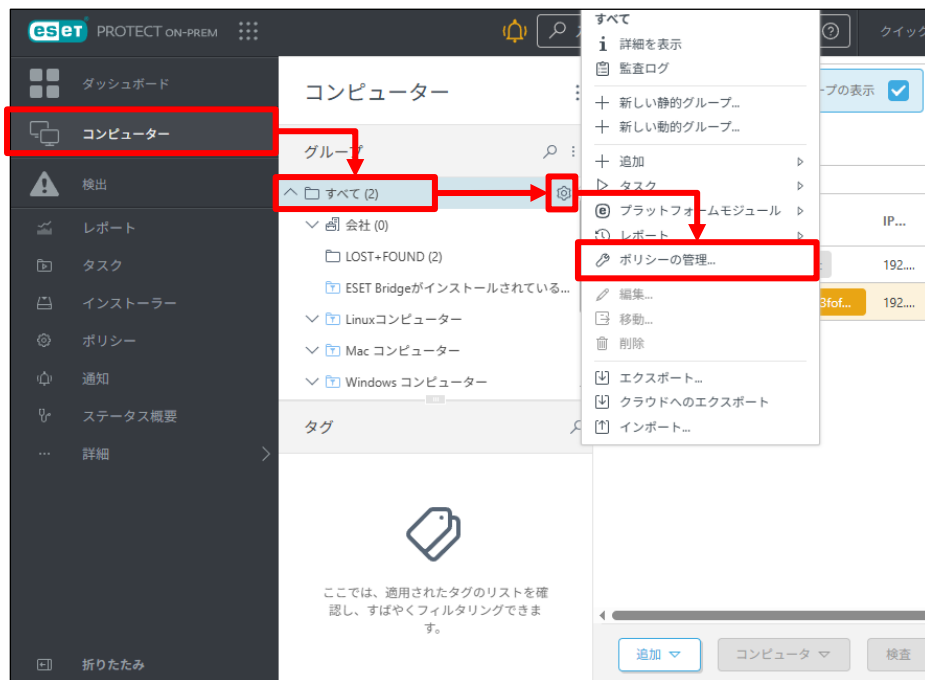 eset PROTECT ON-PREM
クイック
ダッシュボード
コンピューター
検出
レポート
タスク
インストーラー
ポリシー
通知
ステータス概要
詳細
折りたたみ
コンピューター
グループ
すべて (2)
会社 (0)
LOST+FOUND (2)
ESET Bridgeがインストールされている...
Linuxコンピューター
Mac コンピューター
Windows コンピューター
タグ
ここでは、適用されたタグのリストを確
認し、すばやくフィルタリングできま
す。
すべて
詳細を表示
監査ログ
新しい静的グループ...
新しい動的グループ...
追加
タスク
プラットフォームモジュール
レポート
ポリシーの管理...
編集...
移動...
削除
エクスポート...
クラウドへのエクスポート
インポート...
プの表示
IP...
192....
3fof...
192....
追加
コンピュータ
検査